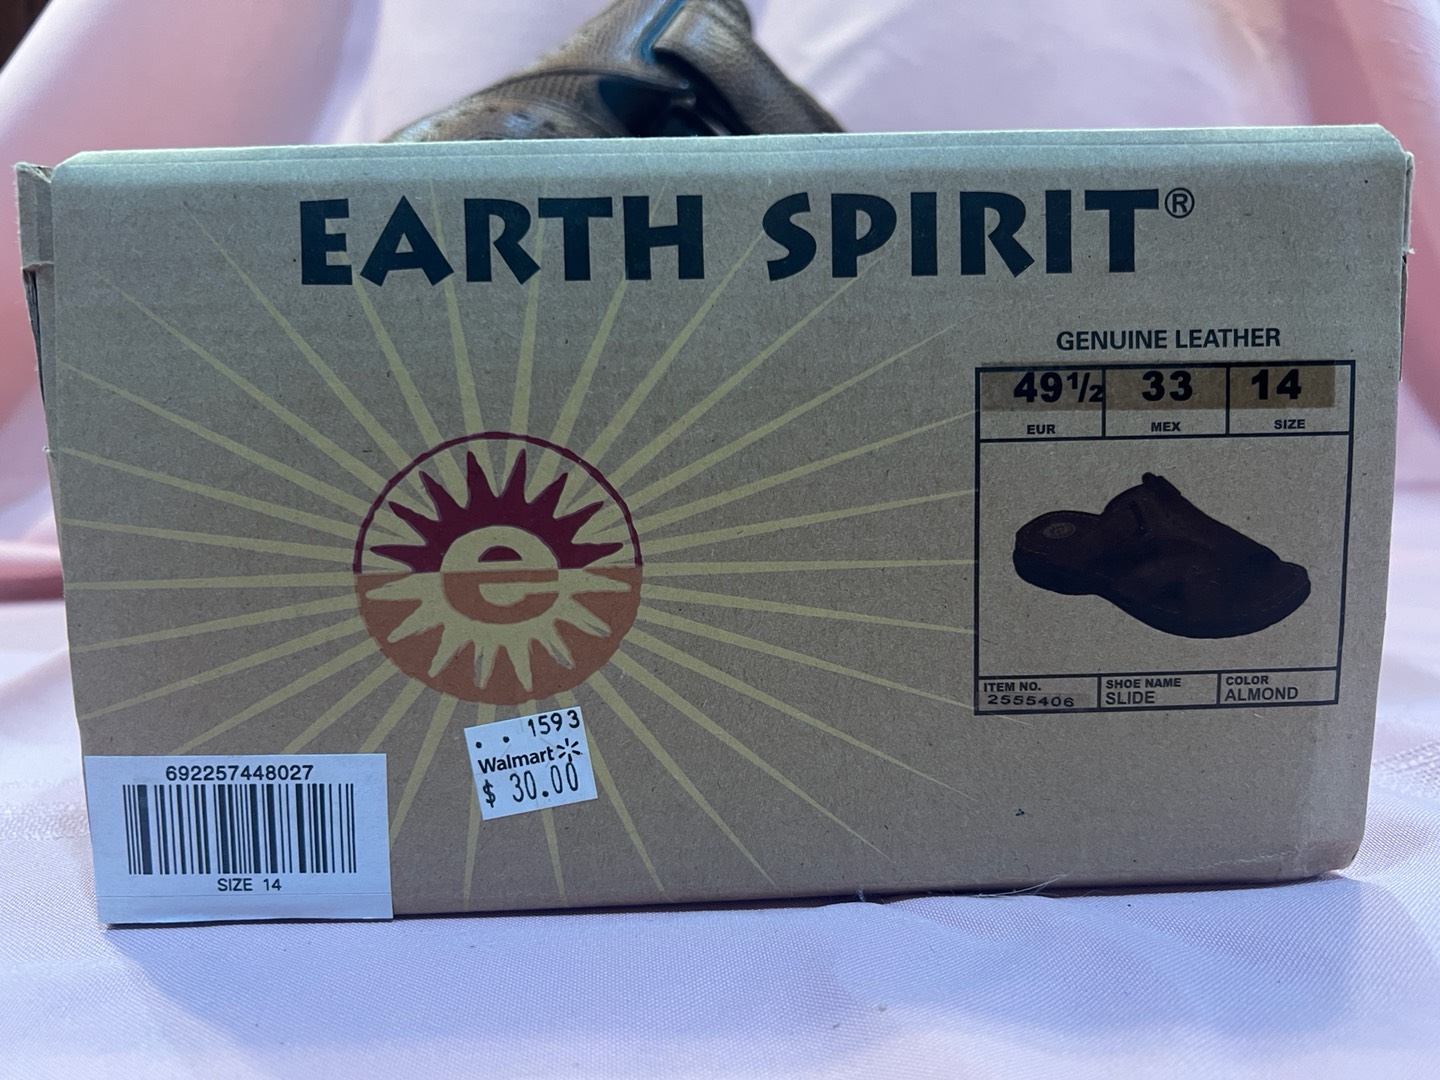 EARTH SPIRIT®
GENUINE LEATHER
49½ 33 14
EUR MEX SIZE
e
ITEM NO. SHOE NAME COLOR
2555406 SLIDE ALMOND
1593
Walmart
$ 30.00
692257448027
SIZE 14